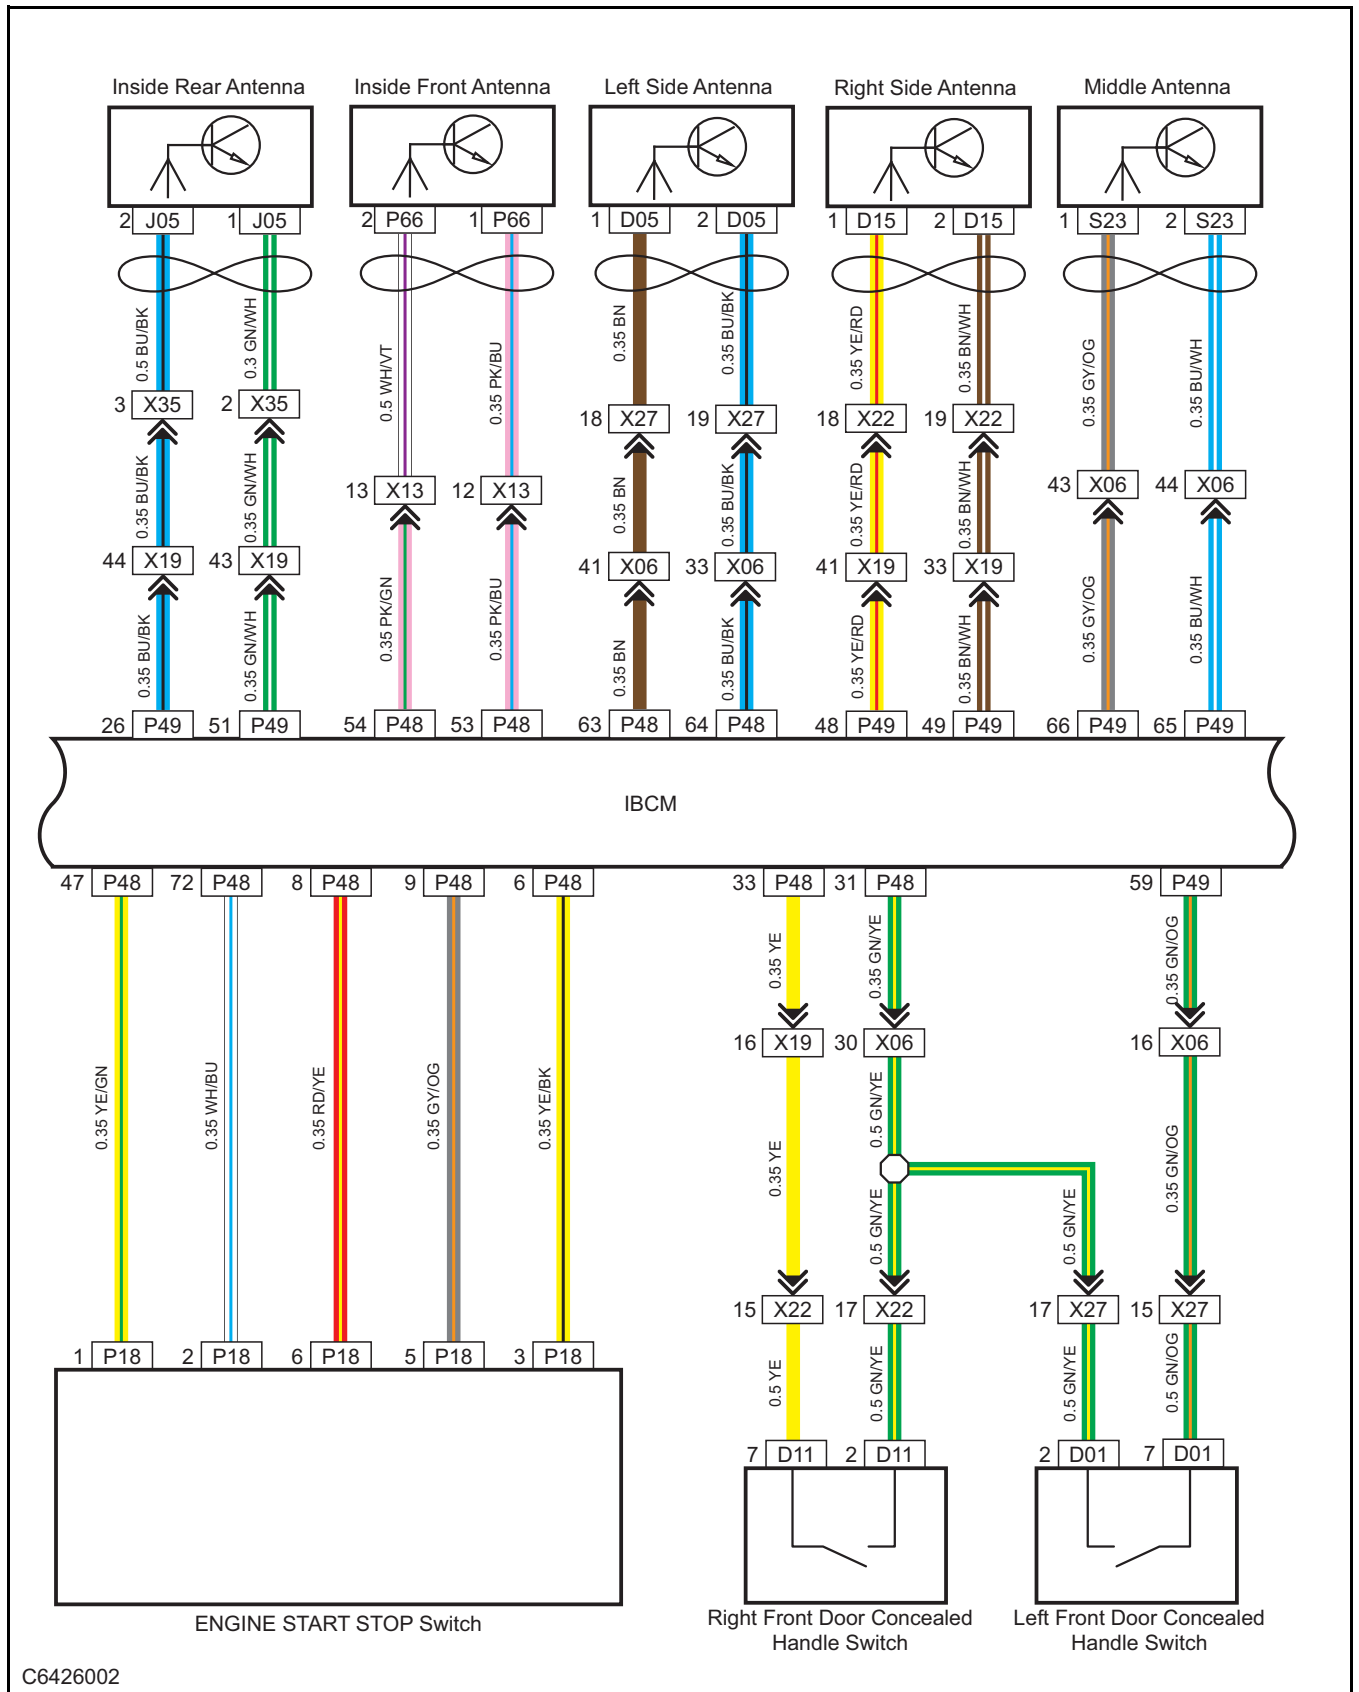 Inside Rear Antenna Inside Front Antenna Left Side Antenna Right Side Antenna Middle Antenna
2 J05 1 J05 2 P66 1 P66 1 D05 2 D05 1 D15 2 D15 1 S23 2 S23
0.5 BU/BK 0.3 GN/WH 0.5 WH/VT 0.35 PK/BU 0.35 BN 0.35 BU/BK 0.35 YE/RD 0.35 BN/WH 0.35 GY/OG 0.35 BU/WH
3 X35 2 X35 18 X27 19 X27 18 X22 19 X22
13 X13 12 X13 43 X06 44 X06
0.35 BU/BK 0.35 GN/WH 0.35 BN 0.35 BU/BK 0.35 YE/RD 0.35 BN/WH
44 X19 43 X19 41 X06 33 X06 41 X19 33 X19
0.35 BU/BK 0.35 GN/WH 0.35 PK/GN 0.35 PK/BU 0.35 BN 0.35 BU/BK 0.35 YE/RD 0.35 BN/WH 0.35 GY/OG 0.35 BU/WH
26 P49 51 P49 54 P48 53 P48 63 P48 64 P48 48 P49 49 P49 66 P49 65 P49
IBCM
47 P48 72 P48 8 P48 9 P48 6 P48 33 P48 31 P48 59 P49
0.35 YE 0.35 GN/YE 0.35 GN/OG
16 X19 30 X06 16 X06
0.35 YE/GN 0.35 WH/BU 0.35 RD/YE 0.35 GY/OG 0.35 YE/BK 0.35 YE 0.5 GN/YE 0.35 GN/OG
0.5 GN/YE 0.5 GN/YE
15 X22 17 X22 17 X27 15 X27
1 P18 2 P18 6 P18 5 P18 3 P18
0.5 YE 0.5 GN/YE 0.5 GN/YE 0.5 GN/OG
7 D11 2 D11 2 D01 7 D01
ENGINE START STOP Switch
Right Front Door Concealed
Handle Switch
Left Front Door Concealed
Handle Switch
C6426002